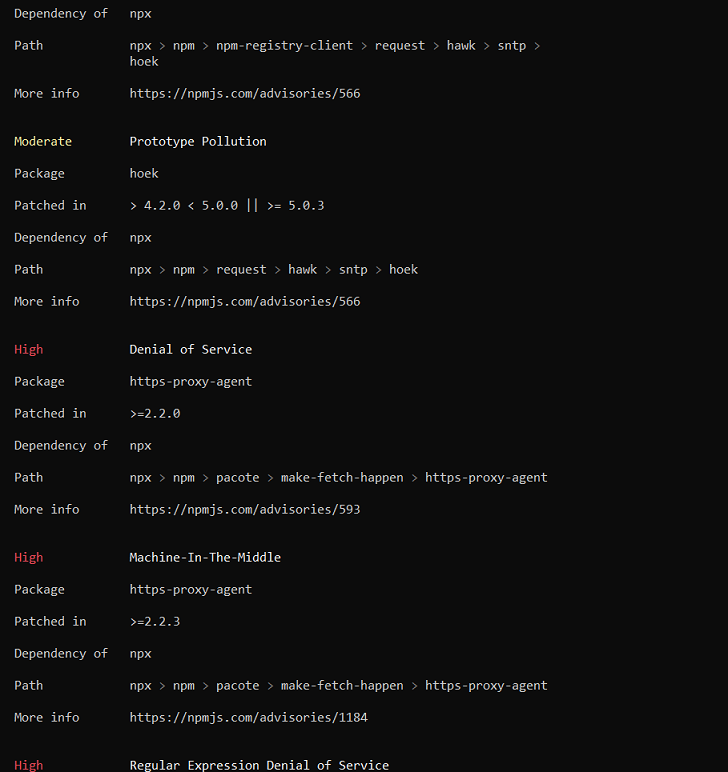 Dependency of npx
Path npx > npm > npm-registry-client > request > hawk > sntp >
hoek
More info https://npmjs.com/advisories/566
Moderate Prototype Pollution
Package hoek
Patched in > 4.2.0 < 5.0.0 || >= 5.0.3
Dependency of npx
Path npx > npm > request > hawk > sntp > hoek
More info https://npmjs.com/advisories/566
High Denial of Service
Package https-proxy-agent
Patched in >=2.2.0
Dependency of npx
Path npx > npm > pacote > make-fetch-happen > https-proxy-agent
More info https://npmjs.com/advisories/593
High Machine-In-The-Middle
Package https-proxy-agent
Patched in >=2.2.3
Dependency of npx
Path npx > npm > pacote > make-fetch-happen > https-proxy-agent
More info https://npmjs.com/advisories/1184
High Regular Expression Denial of Service